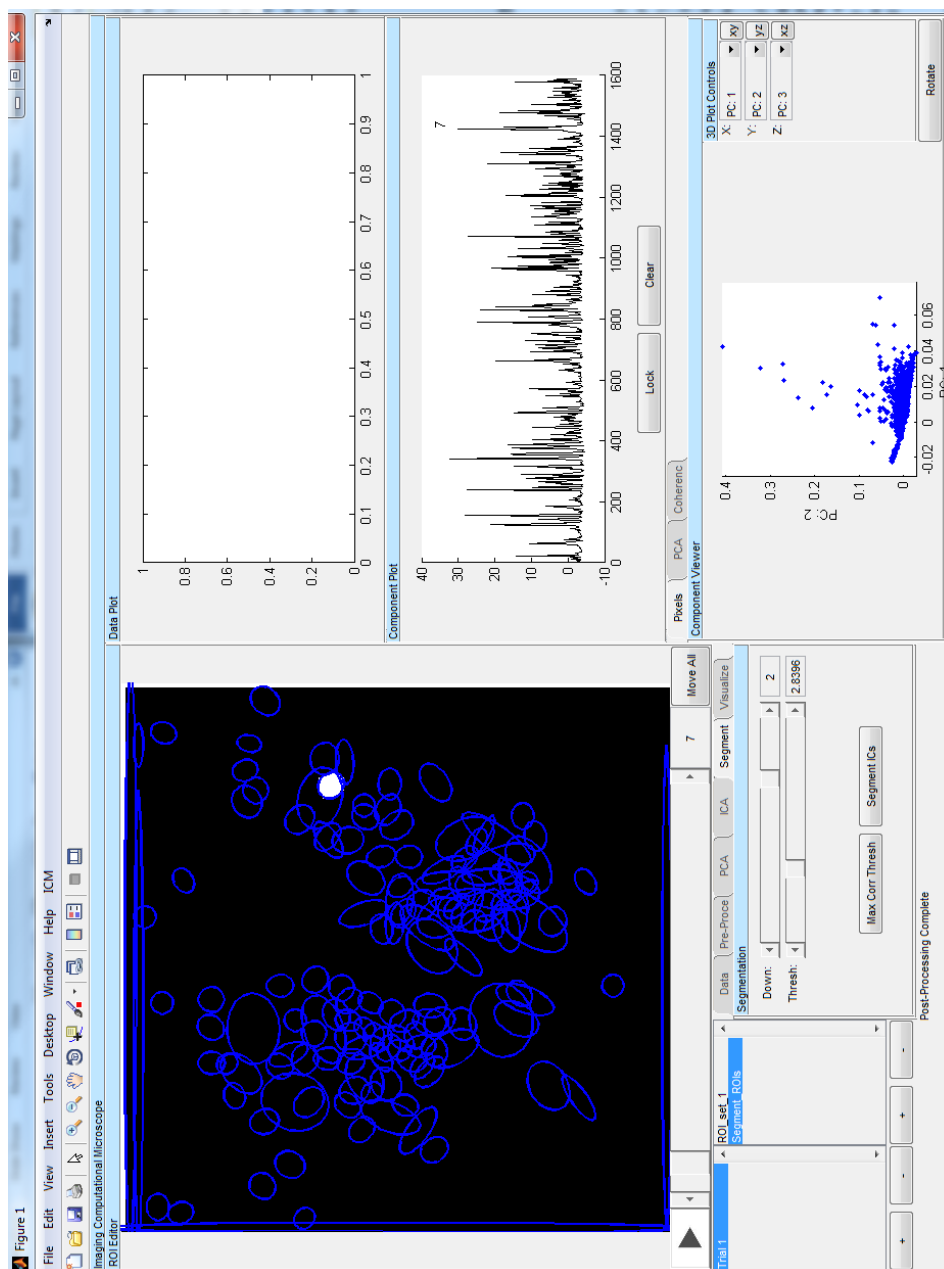 Figure 1
File Edit View Insert Tools Desktop Window Help ICM
Imaging Computational Microscope
ROI Editor
7
Move All
Trial 1
ROI_set_1
Segment_ROIs
+
-
+
-
Data Pre-Proce PCA ICA Segment Visualize
Segmentation
Down: 2
Thresh: 2.8396
Max Corr Thresh Segment ICs
Post-Processing Complete
Data Plot
1
0.8
0.6
0.4
0.2
0
0 0.1 0.2 0.3 0.4 0.5 0.6 0.7 0.8 0.9 1
Component Plot
7
40
30
20
10
0
-10
0 200 400 600 800 1000 1200 1400 1600
Lock Clear
Pixels PCA Coherenc
Component Viewer
PC: 2
0.4
0.3
0.2
0.1
0
-0.02 0 0.02 0.04 0.06
PC: 1
3D Plot Controls
X: PC: 1 xy
Y: PC: 2 yz
Z: PC: 3 xz
Rotate